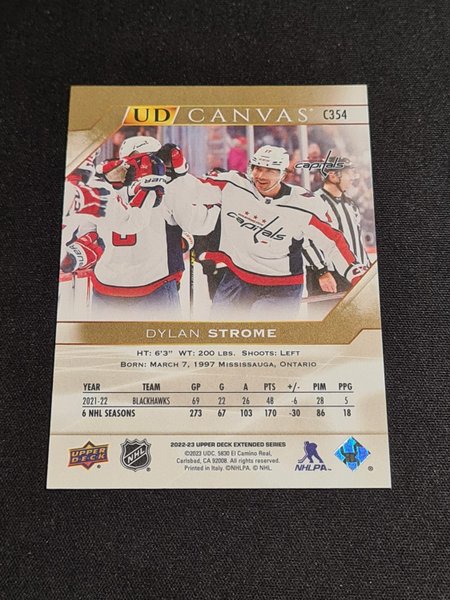 UD CANVAS® C354
capitals
capitals
DYLAN STROME
HT: 6'3" WT: 200 LBS. SHOOTS: LEFT
BORN: MARCH 7, 1997 MISSISSAUGA, ONTARIO
YEAR TEAM GP G A PTS +/- PIM PPG
2021-22 BLACKHAWKS 69 22 26 48 -6 28 5
6 NHL SEASONS 273 67 103 170 -30 86 18
2022-23 UPPER DECK EXTENDED SERIES
©2023 UDC. 5830 El Camino Real,
Carlsbad, CA 92008. All rights reserved.
Printed in Italy. ©NHLPA. © NHL.
UPPER DECK
NHL
NHLPA
®